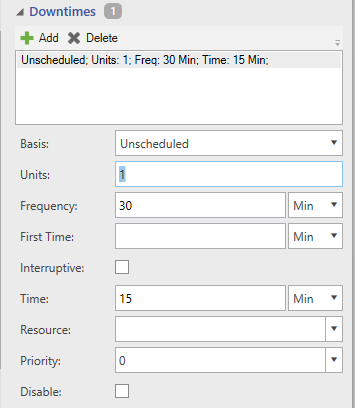 Downtimes 1
Add Delete
Unscheduled; Units: 1; Freq: 30 Min; Time: 15 Min;
Basis: Unscheduled
Units: 1
Frequency: 30 Min
First Time: Min
Interruptive:
Time: 15 Min
Resource:
Priority: 0
Disable: